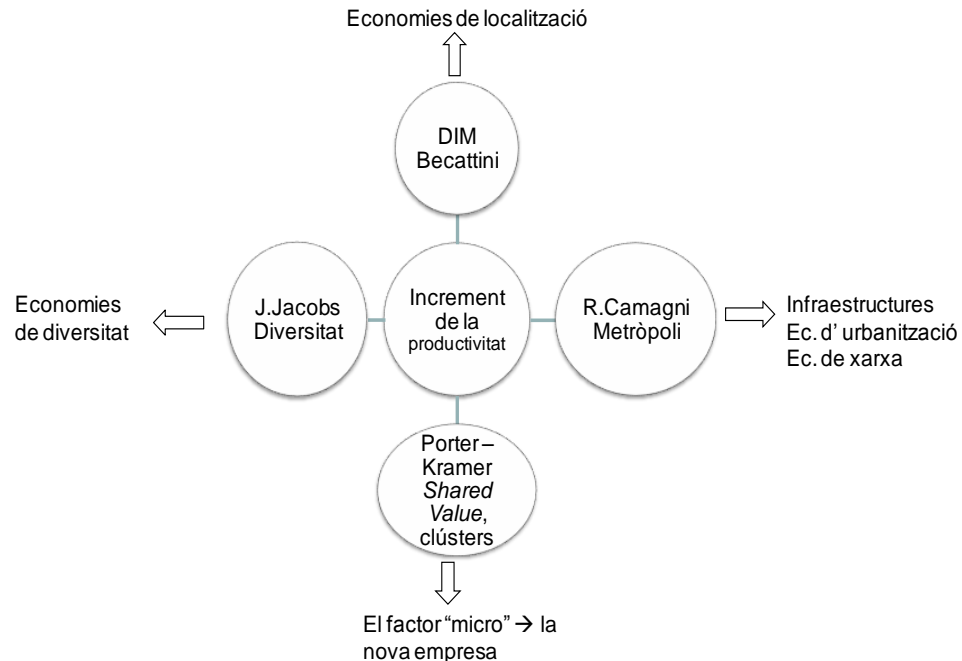 Economies de localització
DIM
Becattini
Economies
de diversitat
J.Jacobs
Diversitat
Increment
de la
productivitat
R.Camagni
Metròpoli
Infraestructures
Ec. d' urbanització
Ec. de xarxa
Porter –
Kramer
Shared
Value,
clústers
El factor “micro” → la
nova empresa